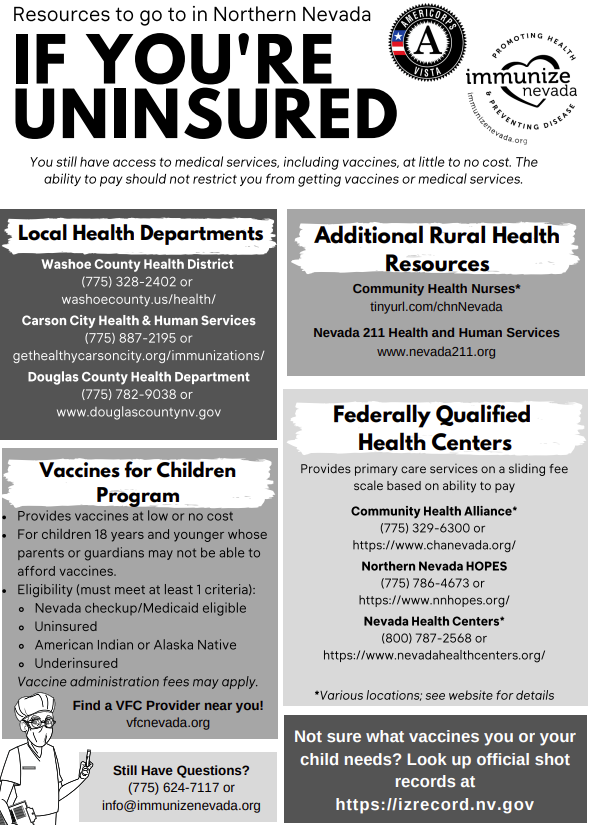 Resources to go to in Northern Nevada
IF YOU'RE
UNINSURED
AMERICORPS
A
VISTA
PROMOTING HEALTH
immunize
nevada
& PREVENTING DISEASE
immunizenevada.org
You still have access to medical services, including vaccines, at little to no cost. The
ability to pay should not restrict you from getting vaccines or medical services.
Local Health Departments
Washoe County Health District
(775) 328-2402 or
washoecounty.us/health/
Carson City Health & Human Services
(775) 887-2195 or
gethealthycarsoncity.org/immunizations/
Douglas County Health Department
(775) 782-9038 or
www.douglascountynv.gov
Vaccines for Children
Program
• Provides vaccines at low or no cost
• For children 18 years and younger whose
parents or guardians may not be able to
afford vaccines.
• Eligibility (must meet at least 1 criteria):
Nevada checkup/Medicaid eligible
Uninsured
American Indian or Alaska Native
Underinsured
Vaccine administration fees may apply.
Find a VFC Provider near you!
vfcnevada.org
Still Have Questions?
(775) 624-7117 or
info@immunizenevada.org
Additional Rural Health
Resources
Community Health Nurses*
tinyurl.com/chnNevada
Nevada 211 Health and Human Services
www.nevada211.org
Federally Qualified
Health Centers
Provides primary care services on a sliding fee
scale based on ability to pay
Community Health Alliance*
(775) 329-6300 or
https://www.chanevada.org/
Northern Nevada HOPES
(775) 786-4673 or
https://www.nnhopes.org/
Nevada Health Centers*
(800) 787-2568 or
https://www.nevadahealthcenters.org/
*Various locations; see website for details
Not sure what vaccines you or your
child needs? Look up official shot
records at
https://izrecord.nv.gov